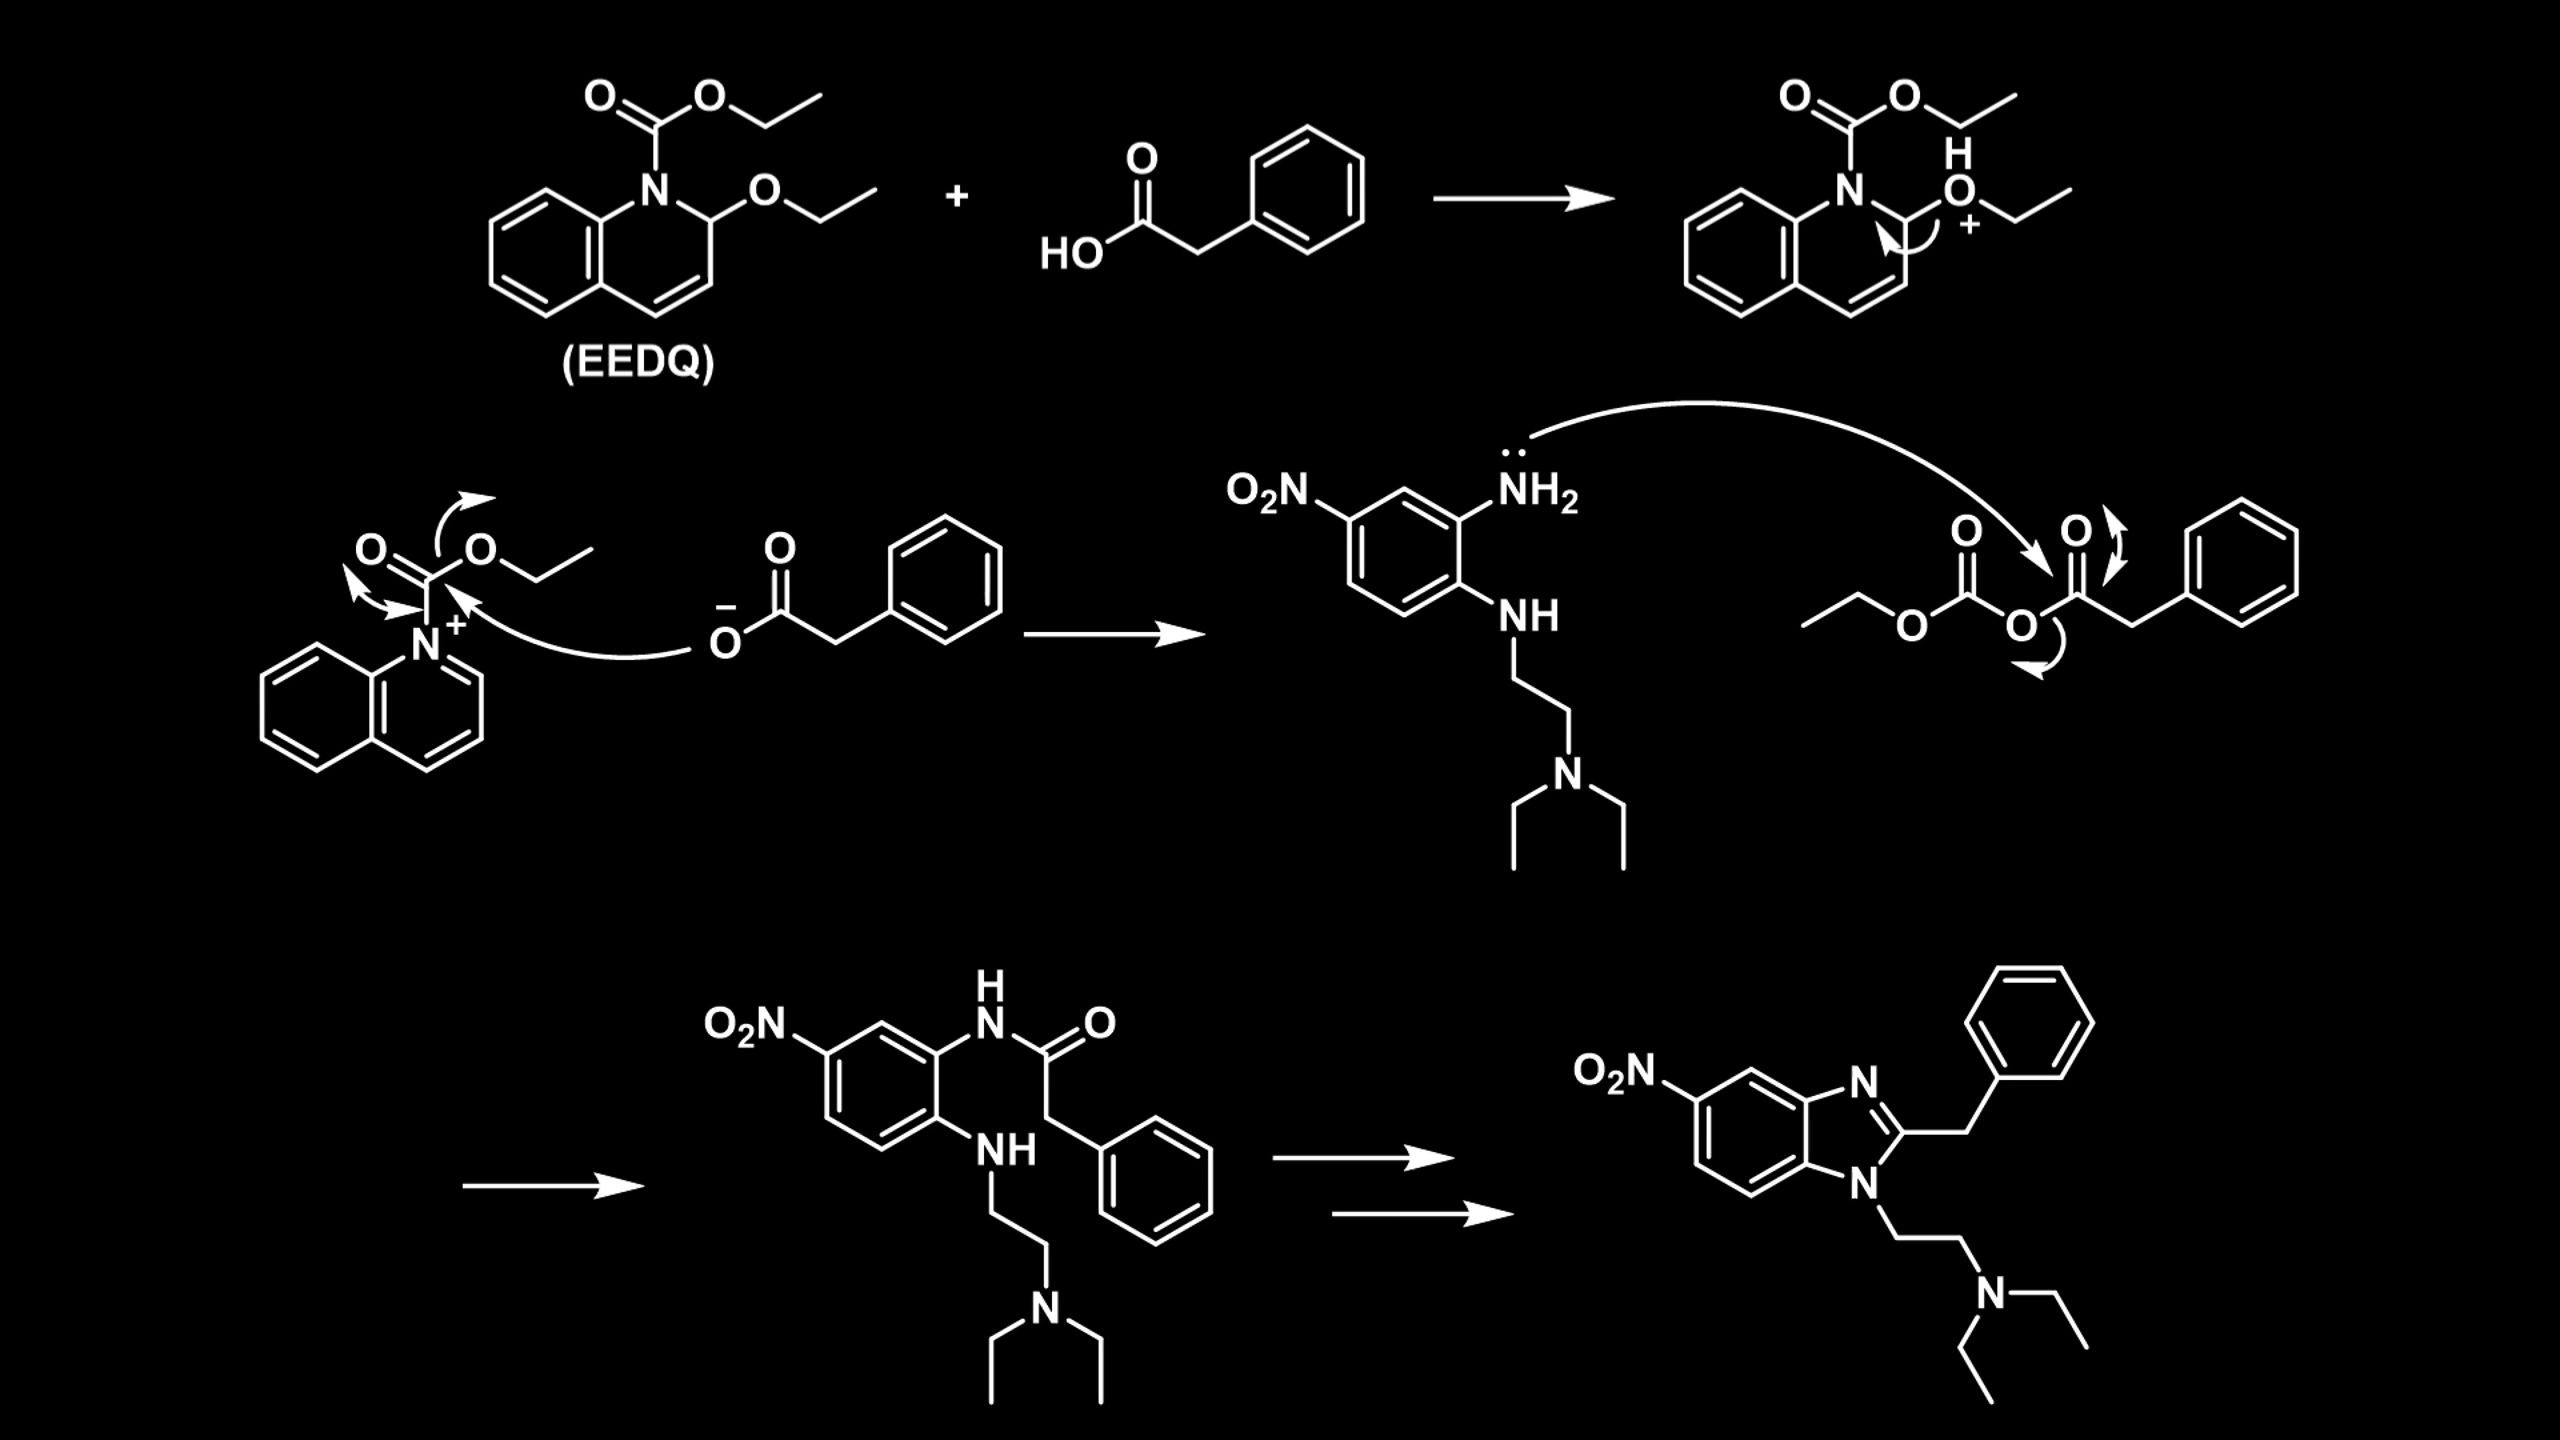 O O O O
O H
N O + N O
HO +
(EEDQ)
O₂N NH₂
O O O O O
− NH
N + O O O
N
H
O₂N N O
O₂N N
NH N
N N